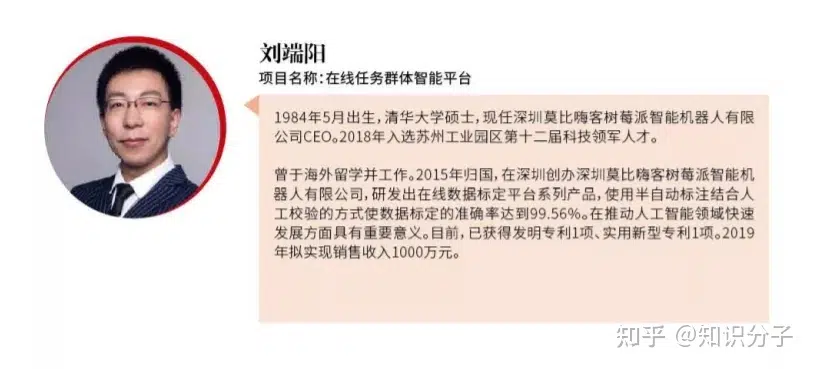 刘端阳
项目名称:在线任务群体智能平台
1984年5月出生,清华大学硕士,现任深圳莫比嗨客树莓派智能机器人有限
公司CEO。2018年入选苏州工业园区第十二届科技领军人才。
曾于海外留学并工作。2015年归国,在深圳创办深圳莫比嗨客树莓派智能机
器人有限公司,研发出在线数据标定平台系列产品,使用半自动标注结合人
工校验的方式使数据标定的准确率达到99.56%。在推动人工智能领域快速
发展方面具有重要意义。目前,已获得发明专利1项、实用新型专利1项。2019
年拟实现销售收入1000万元。
知乎 @知识分子